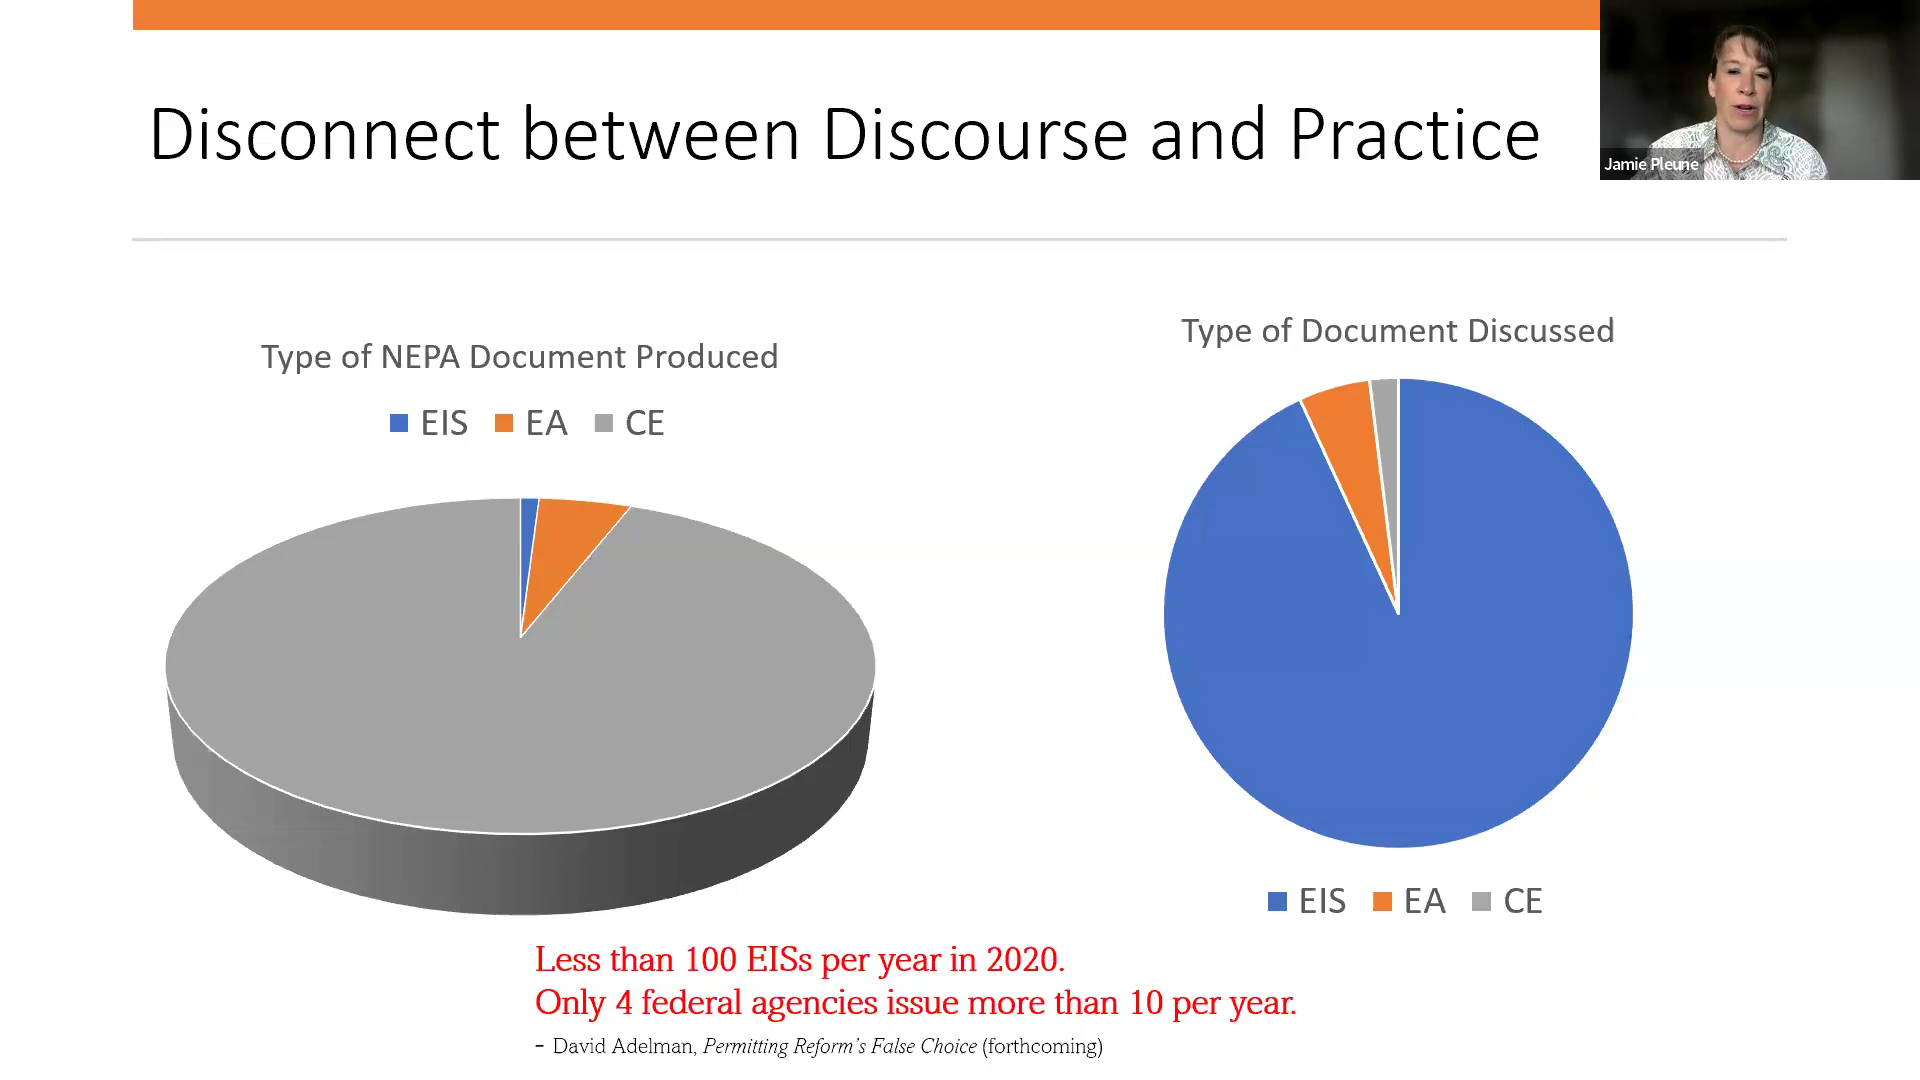 Disconnect between Discourse and Practice
Jamie Pleune
Type of NEPA Document Produced
EIS EA CE
Type of Document Discussed
EIS EA CE
Less than 100 EISs per year in 2020.
Only 4 federal agencies issue more than 10 per year.
- David Adelman, Permitting Reform's False Choice (forthcoming)